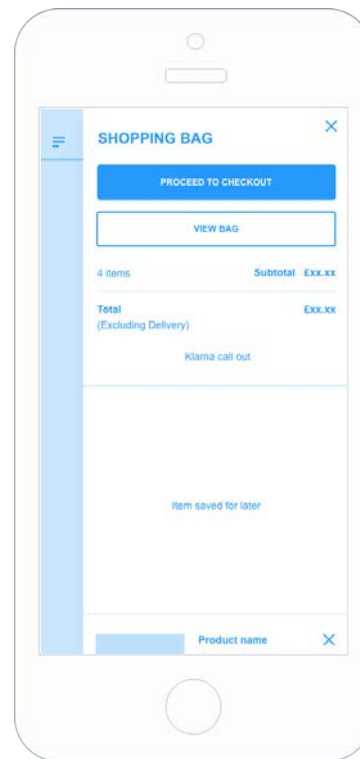 SHOPPING BAG
PROCEED TO CHECKOUT
VIEW BAG
4 items Subtotal £xx.xx
Total £xx.xx
(Excluding Delivery)
Klarna call out
Item saved for later
Product name